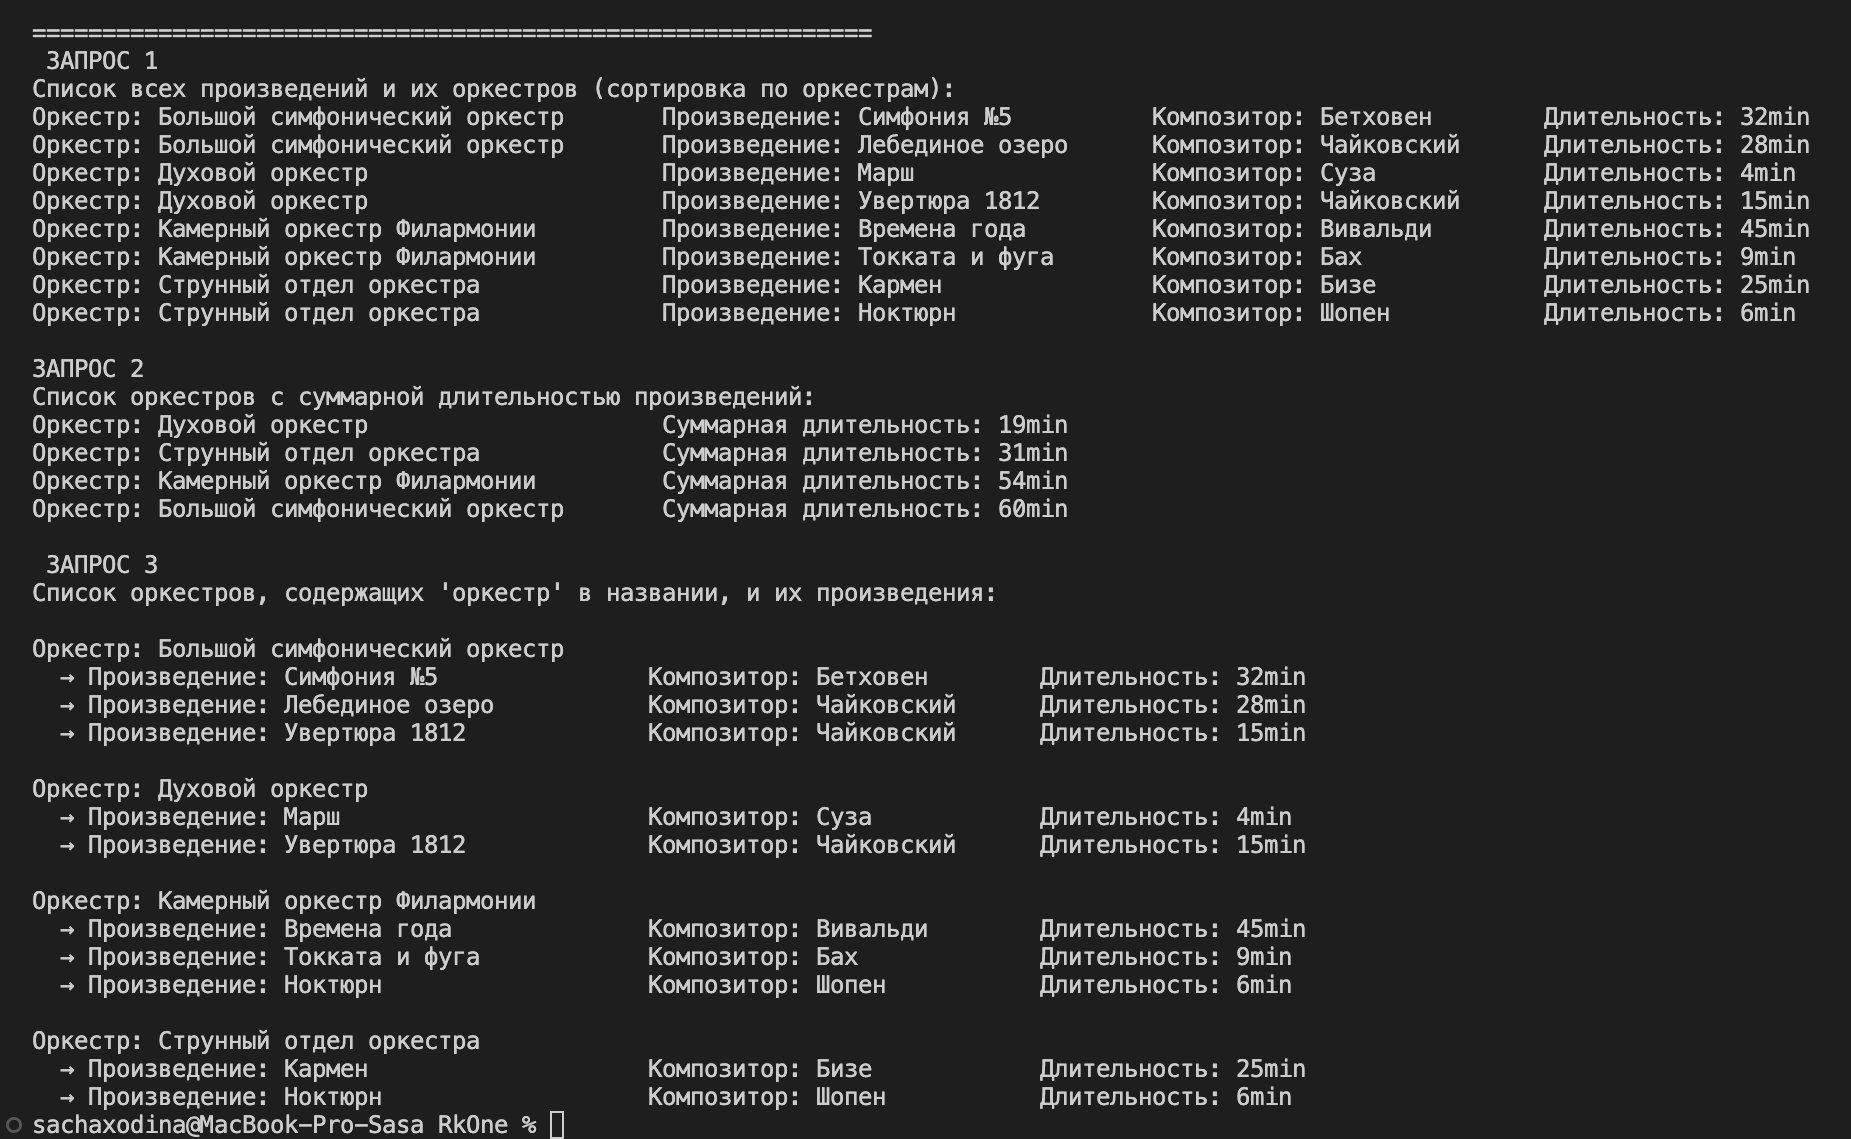 ============================================================
ЗАПРОС 1
Список всех произведений и их оркестров (сортировка по оркестрам):
Оркестр: Большой симфонический оркестр       Произведение: Симфония №5          Композитор: Бетховен        Длительность: 32min
Оркестр: Большой симфонический оркестр       Произведение: Лебединое озеро      Композитор: Чайковский      Длительность: 28min
Оркестр: Духовой оркестр                     Произведение: Марш                 Композитор: Суза            Длительность: 4min
Оркестр: Духовой оркестр                     Произведение: Увертюра 1812        Композитор: Чайковский      Длительность: 15min
Оркестр: Камерный оркестр Филармонии         Произведение: Времена года         Композитор: Вивальди        Длительность: 45min
Оркестр: Камерный оркестр Филармонии         Произведение: Токката и фуга       Композитор: Бах             Длительность: 9min
Оркестр: Струнный отдел оркестра             Произведение: Кармен               Композитор: Бизе            Длительность: 25min
Оркестр: Струнный отдел оркестра             Произведение: Ноктюрн              Композитор: Шопен           Длительность: 6min
ЗАПРОС 2
Список оркестров с суммарной длительностью произведений:
Оркестр: Духовой оркестр                     Суммарная длительность: 19min
Оркестр: Струнный отдел оркестра             Суммарная длительность: 31min
Оркестр: Камерный оркестр Филармонии         Суммарная длительность: 54min
Оркестр: Большой симфонический оркестр       Суммарная длительность: 60min
ЗАПРОС 3
Список оркестров, содержащих 'оркестр' в названии, и их произведения:
Оркестр: Большой симфонический оркестр
→ Произведение: Симфония №5               Композитор: Бетховен        Длительность: 32min
→ Произведение: Лебединое озеро           Композитор: Чайковский      Длительность: 28min
→ Произведение: Увертюра 1812             Композитор: Чайковский      Длительность: 15min
Оркестр: Духовой оркестр
→ Произведение: Марш                      Композитор: Суза            Длительность: 4min
→ Произведение: Увертюра 1812             Композитор: Чайковский      Длительность: 15min
Оркестр: Камерный оркестр Филармонии
→ Произведение: Времена года              Композитор: Вивальди        Длительность: 45min
→ Произведение: Токката и фуга            Композитор: Бах             Длительность: 9min
→ Произведение: Ноктюрн                   Композитор: Шопен           Длительность: 6min
Оркестр: Струнный отдел оркестра
→ Произведение: Кармен                    Композитор: Бизе            Длительность: 25min
→ Произведение: Ноктюрн                   Композитор: Шопен           Длительность: 6min
sachaxodina@MacBook-Pro-Sasa RkOne %